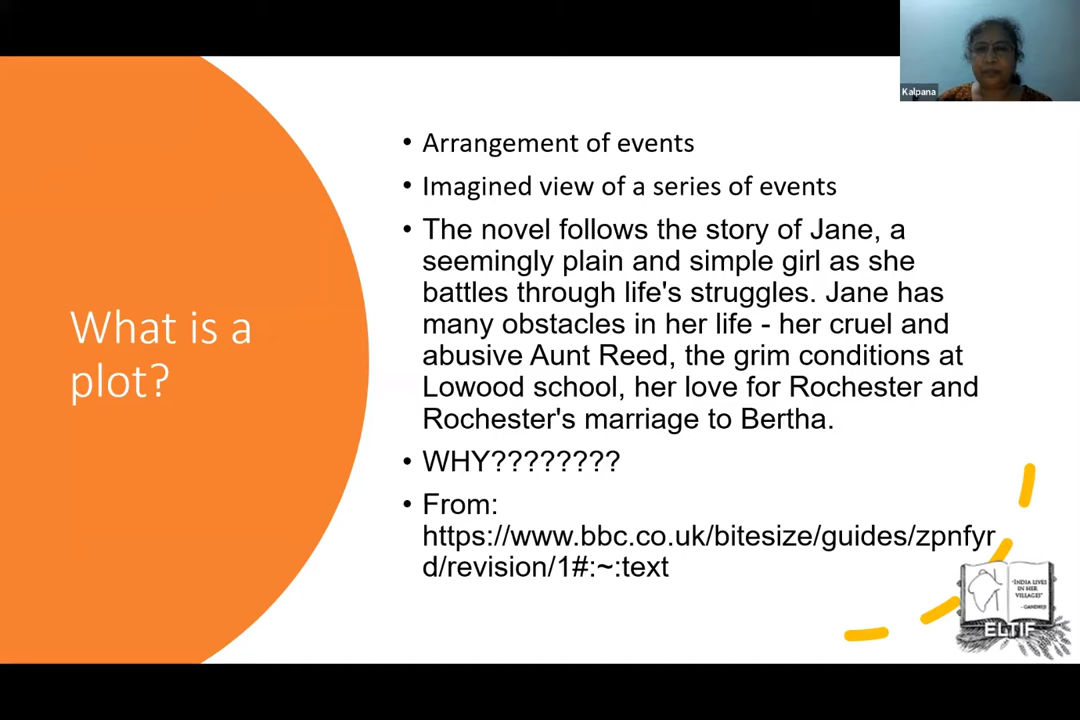 Kalpana
What is a
plot?
• Arrangement of events
• Imagined view of a series of events
• The novel follows the story of Jane, a
seemingly plain and simple girl as she
battles through life's struggles. Jane has
many obstacles in her life - her cruel and
abusive Aunt Reed, the grim conditions at
Lowood school, her love for Rochester and
Rochester's marriage to Bertha.
• WHY????????
• From:
https://www.bbc.co.uk/bitesize/guides/zpnfyr
d/revision/1#:~:text
"INDIA LIVES
IN HER
VILLAGES"
- GANDHIJI
ELTIF